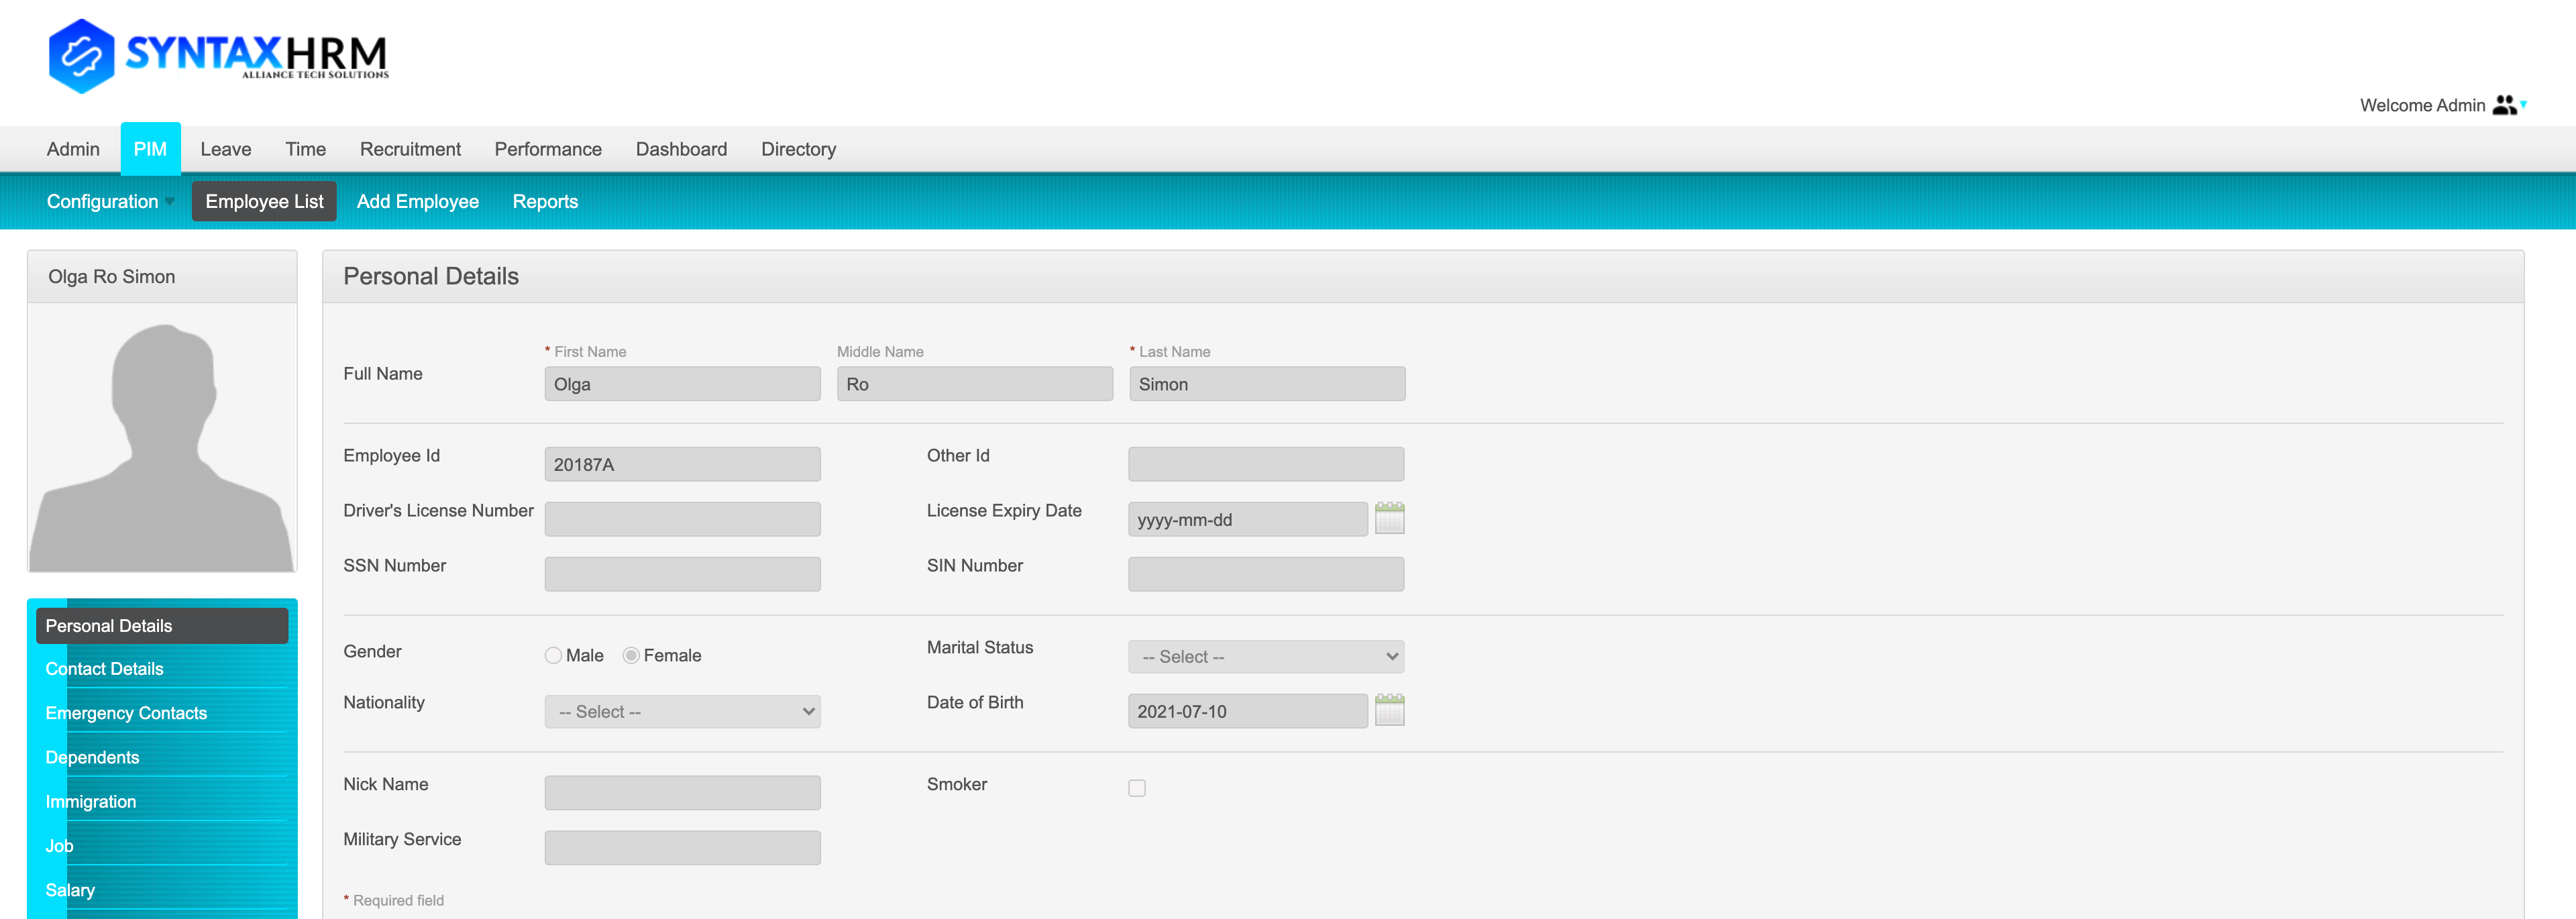 SYNTAXHRM
ALLIANCE TECH SOLUTIONS
Welcome Admin
Admin PIM Leave Time Recruitment Performance Dashboard Directory
Configuration Employee List Add Employee Reports
Olga Ro Simon
Personal Details
* First Name Middle Name * Last Name
Full Name Olga Ro Simon
Employee Id 20187A Other Id
Driver's License Number License Expiry Date yyyy-mm-dd
SSN Number SIN Number
Gender Male Female Marital Status -- Select --
Nationality -- Select -- Date of Birth 2021-07-10
Nick Name Smoker
Military Service
* Required field
Personal Details
Contact Details
Emergency Contacts
Dependents
Immigration
Job
Salary